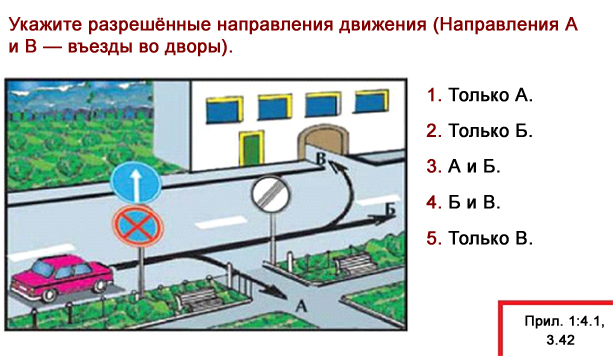 Укажите разрешённые направления движения (Направления А
и В — въезды во дворы).
1. Только А.
2. Только Б.
3. А и Б.
4. Б и В.
5. Только В.
В
Б
А
Прил. 1:4.1,
3.42